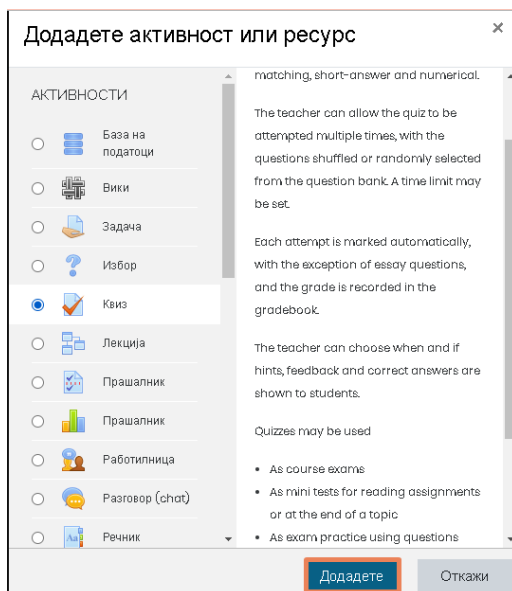 Додадете активност или ресурс
×
АКТИВНОСТИ
База на
податоци
Вики
Задача
Избор
Квиз
Лекција
Прашалник
Прашалник
Работилница
Разговор (chat)
Речник
matching, short-answer and numerical.
The teacher can allow the quiz to be
attempted multiple times, with the
questions shuffled or randomly selected
from the question bank. A time limit may
be set.
Each attempt is marked automatically,
with the exception of essay questions,
and the grade is recorded in the
gradebook.
The teacher can choose when and if
hints, feedback and correct answers are
shown to students.
Quizzes may be used
• As course exams
• As mini tests for reading assignments
or at the end of a topic
• As exam practice using questions
Додадете
Откажи